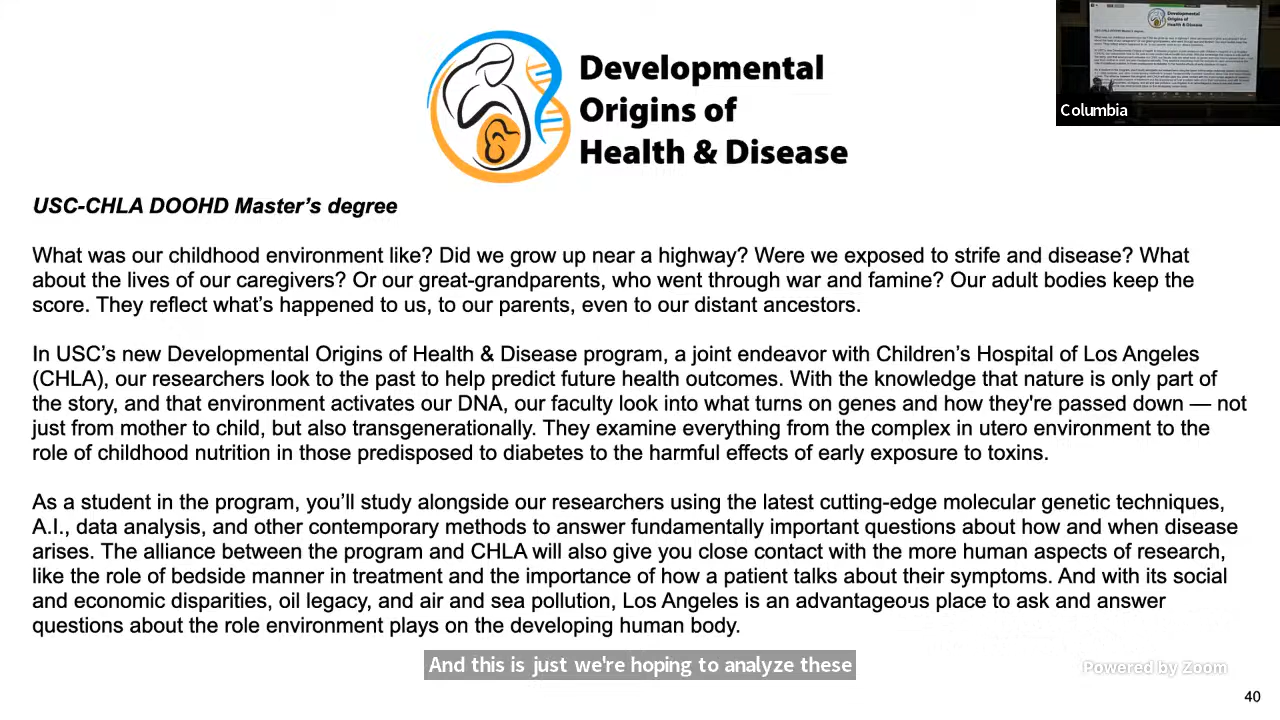 Developmental
Origins of
Health & Disease
Columbia
USC-CHLA DOOHD Master's degree
What was our childhood environment like? Did we grow up near a highway? Were we exposed to strife and disease? What
about the lives of our caregivers? Or our great-grandparents, who went through war and famine? Our adult bodies keep the
score. They reflect what's happened to us, to our parents, even to our distant ancestors.
In USC's new Developmental Origins of Health & Disease program, a joint endeavor with Children's Hospital of Los Angeles
(CHLA), our researchers look to the past to help predict future health outcomes. With the knowledge that nature is only part of
the story, and that environment activates our DNA, our faculty look into what turns on genes and how they're passed down — not
just from mother to child, but also transgenerationally. They examine everything from the complex in utero environment to the
role of childhood nutrition in those predisposed to diabetes to the harmful effects of early exposure to toxins.
As a student in the program, you'll study alongside our researchers using the latest cutting-edge molecular genetic techniques,
A.I., data analysis, and other contemporary methods to answer fundamentally important questions about how and when disease
arises. The alliance between the program and CHLA will also give you close contact with the more human aspects of research,
like the role of bedside manner in treatment and the importance of how a patient talks about their symptoms. And with its social
and economic disparities, oil legacy, and air and sea pollution, Los Angeles is an advantageous place to ask and answer
questions about the role environment plays on the developing human body.
And this is just we're hoping to analyze these
Powered by Zoom
40